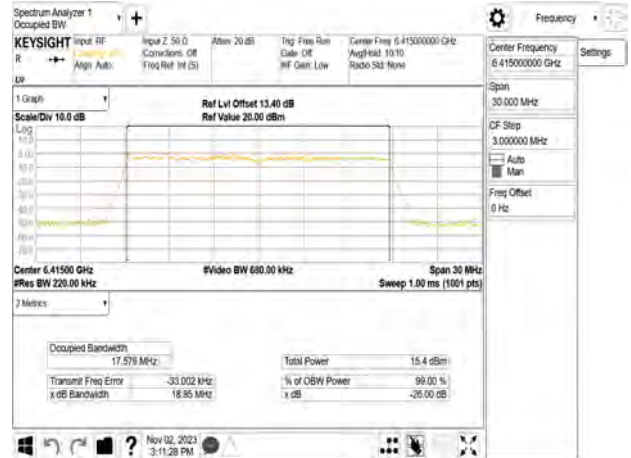 Spectrum Analyzer 1
Occupied BW
Frequency
KEYSIGHT
Input: RF
Input Z: 50 Ω
Atten: 20 dB
Trig: Free Run
Center Freq: 6.415000000 GHz
R
Corrections: Off
Gate: Off
Avg|Hold: 10/10
Align: Auto
Freq Ref: Int (S)
#IF Gain: Low
Radio Std: None
Center Frequency
6.415000000 GHz
Settings
Span
30.000 MHz
CF Step
3.000000 MHz
Auto
Man
Freq Offset
0 Hz
1 Graph
Ref Lvl Offset 13.40 dB
Scale/Div 10.0 dB
Ref Value 20.00 dBm
Log
10.0
0.00
Center 6.41500 GHz
#Video BW 680.00 kHz
Span 30 MHz
#Res BW 220.00 kHz
Sweep 1.00 ms (1001 pts)
2 Metrics
Occupied Bandwidth
17.579 MHz
Total Power
15.4 dBm
Transmit Freq Error
-33.002 kHz
% of OBW Power
99.00 %
x dB Bandwidth
18.95 MHz
x dB
-26.00 dB
?
Nov 02, 2023
3:11:28 PM